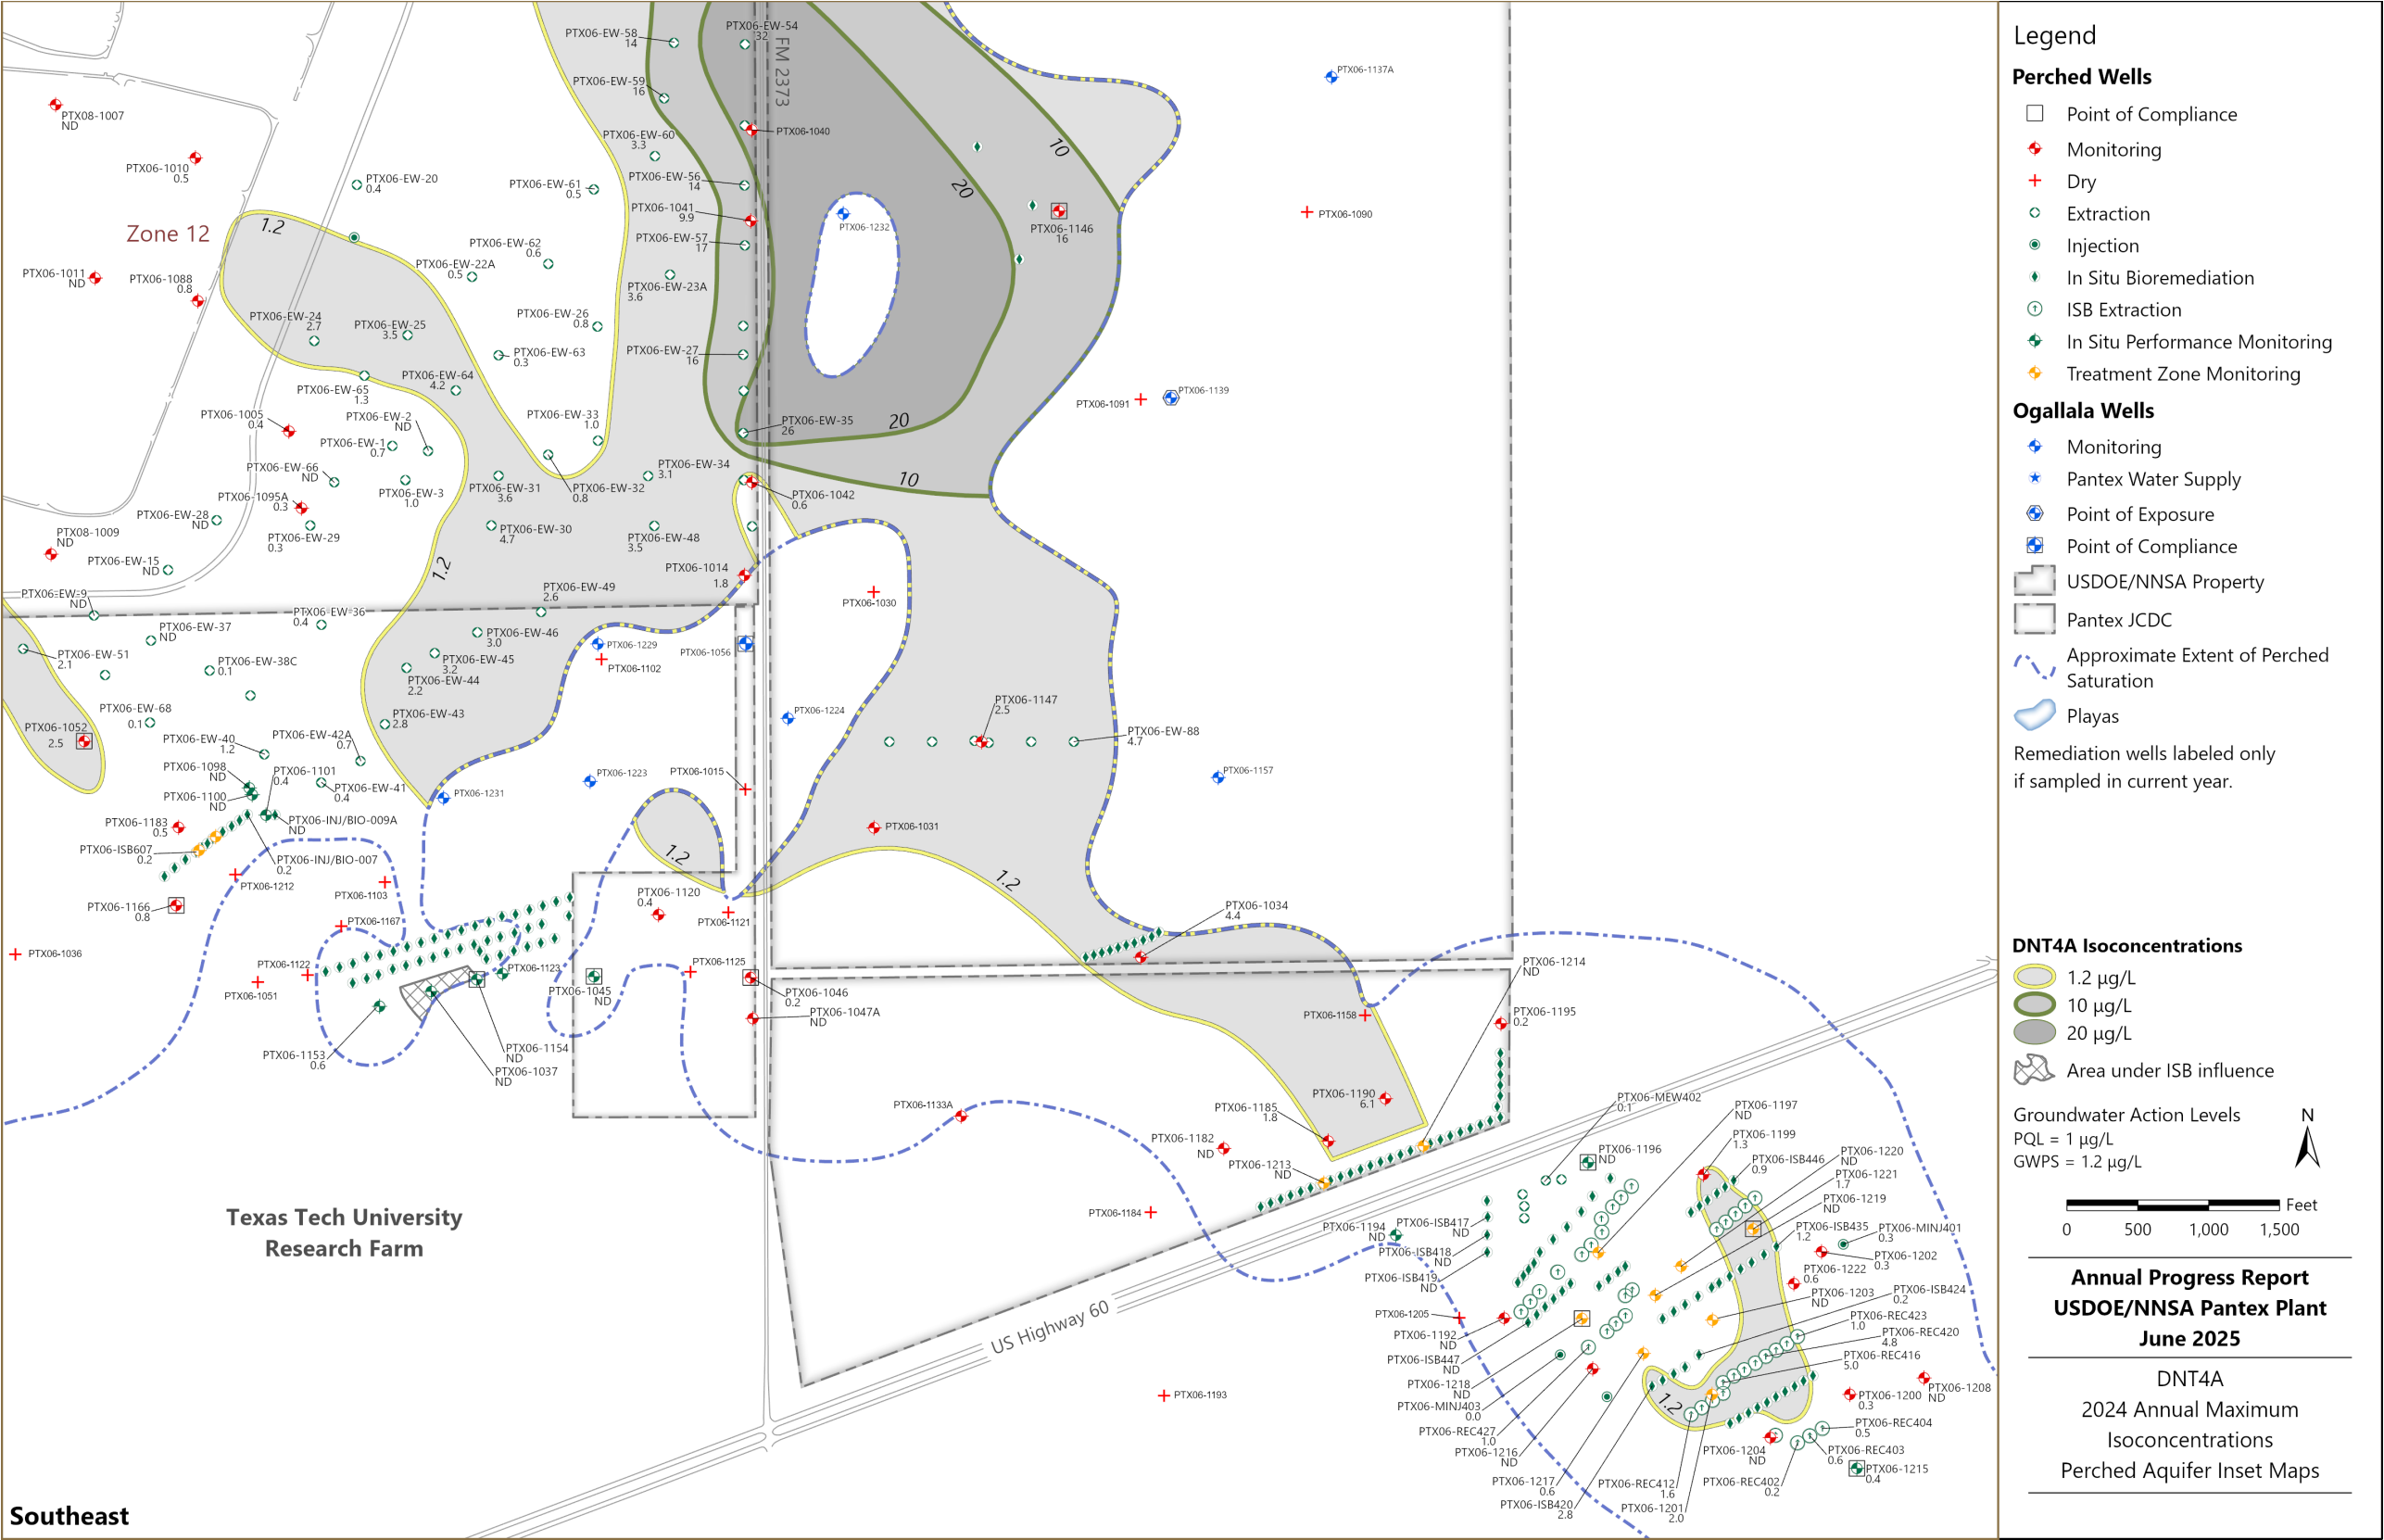 PTX06-EW-58
14
PTX06-EW-54
32
FM 2373
PTX06-EW-59
16
PTX06-1137A
PTX08-1007
ND
PTX06-1040
PTX06-EW-60
3.3
10
PTX06-1010
0.5
PTX06-EW-20
0.4
PTX06-EW-61
0.5
PTX06-EW-56
14
20
PTX06-1041
9.9
PTX06-1090
Zone 12
1.2
PTX06-1232
PTX06-1146
16
PTX06-EW-62
0.6
PTX06-EW-57
17
PTX06-1011
ND
PTX06-1088
0.8
PTX06-EW-22A
0.5
PTX06-EW-23A
3.6
PTX06-EW-24
2.7
PTX06-EW-25
3.5
PTX06-EW-26
0.8
PTX06-EW-63
0.3
PTX06-EW-27
16
PTX06-EW-65
1.3
PTX06-EW-64
4.2
PTX06-1091
PTX06-1139
PTX06-1005
0.4
PTX06-EW-2
ND
PTX06-EW-33
1.0
PTX06-EW-35
26
20
PTX06-EW-1
0.7
PTX06-EW-66
ND
PTX06-EW-3
1.0
PTX06-EW-31
3.6
PTX06-EW-32
0.8
PTX06-EW-34
3.1
10
PTX06-1095A
0.3
PTX06-1042
0.6
PTX06-EW-28
ND
PTX06-EW-29
0.3
PTX06-EW-30
4.7
PTX06-EW-48
3.5
PTX08-1009
ND
PTX06-EW-15
ND
1.2
PTX06-1014
1.8
PTX06-EW-9
ND
PTX06-EW-49
2.6
PTX06-1030
PTX06-EW-36
0.4
PTX06-EW-37
ND
PTX06-EW-46
3.0
PTX06-1229
PTX06-1056
PTX06-EW-51
2.1
PTX06-EW-38C
0.1
PTX06-EW-45
3.2
PTX06-1102
PTX06-EW-44
2.2
PTX06-EW-68
0.1
PTX06-EW-43
2.8
PTX06-1224
PTX06-1147
2.5
PTX06-1052
2.5
PTX06-EW-40
1.2
PTX06-EW-42A
0.7
PTX06-EW-88
4.7
PTX06-1098
ND
PTX06-1101
0.4
PTX06-1223
PTX06-1015
PTX06-1157
PTX06-1100
ND
PTX06-EW-41
0.4
PTX06-1231
PTX06-1183
0.5
PTX06-INJ/BIO-009A
ND
PTX06-1031
PTX06-ISB607
0.2
PTX06-INJ/BIO-007
0.2
1.2
1.2
PTX06-1212
PTX06-1103
PTX06-1120
0.4
PTX06-1166
0.8
PTX06-1167
PTX06-1121
PTX06-1034
4.4
PTX06-1036
PTX06-1122
PTX06-1123
PTX06-1125
PTX06-1214
ND
PTX06-1051
PTX06-1045
ND
PTX06-1046
0.2
PTX06-1047A
ND
PTX06-1158
PTX06-1195
0.2
PTX06-1153
0.6
PTX06-1154
ND
PTX06-1037
ND
PTX06-1133A
PTX06-1190
6.1
PTX06-1185
1.8
PTX06-MEW402
0.1
PTX06-1197
ND
PTX06-1182
ND
PTX06-1199
1.3
PTX06-1213
ND
PTX06-1196
ND
PTX06-ISB446
0.9
PTX06-1220
ND
PTX06-1221
1.7
PTX06-1219
ND
PTX06-1184
PTX06-1194
ND
PTX06-ISB417
ND
PTX06-ISB435
1.2
PTX06-MINJ401
0.3
PTX06-ISB418
ND
PTX06-1202
0.3
PTX06-ISB419
ND
PTX06-1222
0.6
PTX06-1203
ND
PTX06-ISB424
0.2
PTX06-1205
PTX06-REC423
1.0
PTX06-1192
ND
PTX06-REC420
4.8
PTX06-ISB447
ND
PTX06-REC416
5.0
PTX06-1218
ND
PTX06-1193
PTX06-MINJ403
0.0
1.2
PTX06-1200
0.3
PTX06-1208
ND
PTX06-REC427
1.0
PTX06-REC404
0.5
PTX06-1216
ND
PTX06-1204
ND
PTX06-REC403
0.6
PTX06-1217
0.6
PTX06-REC412
1.6
PTX06-REC402
0.2
PTX06-1215
0.4
PTX06-ISB420
2.8
PTX06-1201
2.0
Texas Tech University
Research Farm
US Highway 60
Southeast
Legend
Perched Wells
Point of Compliance
Monitoring
Dry
Extraction
Injection
In Situ Bioremediation
ISB Extraction
In Situ Performance Monitoring
Treatment Zone Monitoring
Ogallala Wells
Monitoring
Pantex Water Supply
Point of Exposure
Point of Compliance
USDOE/NNSA Property
Pantex JCDC
Approximate Extent of Perched
Saturation
Playas
Remediation wells labeled only
if sampled in current year.
DNT4A Isoconcentrations
1.2 µg/L
10 µg/L
20 µg/L
Area under ISB influence
Groundwater Action Levels
PQL = 1 µg/L
GWPS = 1.2 µg/L
N
Feet
0 500 1,000 1,500
Annual Progress Report
USDOE/NNSA Pantex Plant
June 2025
DNT4A
2024 Annual Maximum
Isoconcentrations
Perched Aquifer Inset Maps